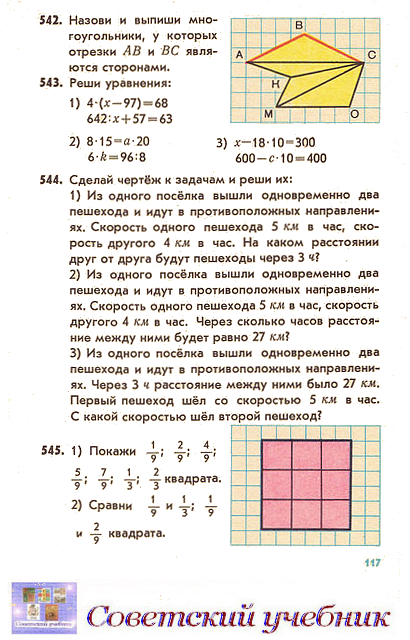 542. Назови и выпиши мно-
гоугольники, у которых
отрезки AB и BC явля-
ются сторонами.
B
A
C
K
M
O
543. Реши уравнения:
1) 4·(x−97)=68
642:x+57=63
2) 8·15=a·20
6·k=96:8
3) x−18·10=300
600−c·10=400
544. Сделай чертёж к задачам и реши их:
1) Из одного посёлка вышли одновременно два
пешехода и идут в противоположных направлени-
ях. Скорость одного пешехода 5 км в час, ско-
рость другого 4 км в час. На каком расстоянии
друг от друга будут пешеходы через 3 ч?
2) Из одного посёлка вышли одновременно два
пешехода и идут в противоположных направлени-
ях. Скорость одного пешехода 5 км в час, скорость
другого 4 км в час. Через сколько часов расстоя-
ние между ними будет равно 27 км?
3) Из одного посёлка вышли одновременно два
пешехода и идут в противоположных направлени-
ях. Через 3 ч расстояние между ними было 27 км.
Первый пешеход шёл со скоростью 5 км в час.
С какой скоростью шёл второй пешеход?
545. 1) Покажи 1/9; 2/9; 4/9;
5/9; 7/9; 1/3; 2/3 квадрата.
2) Сравни 1/9 и 1/3; 1/9
и 2/9 квадрата.
117
Советский учебник
Советский учебник